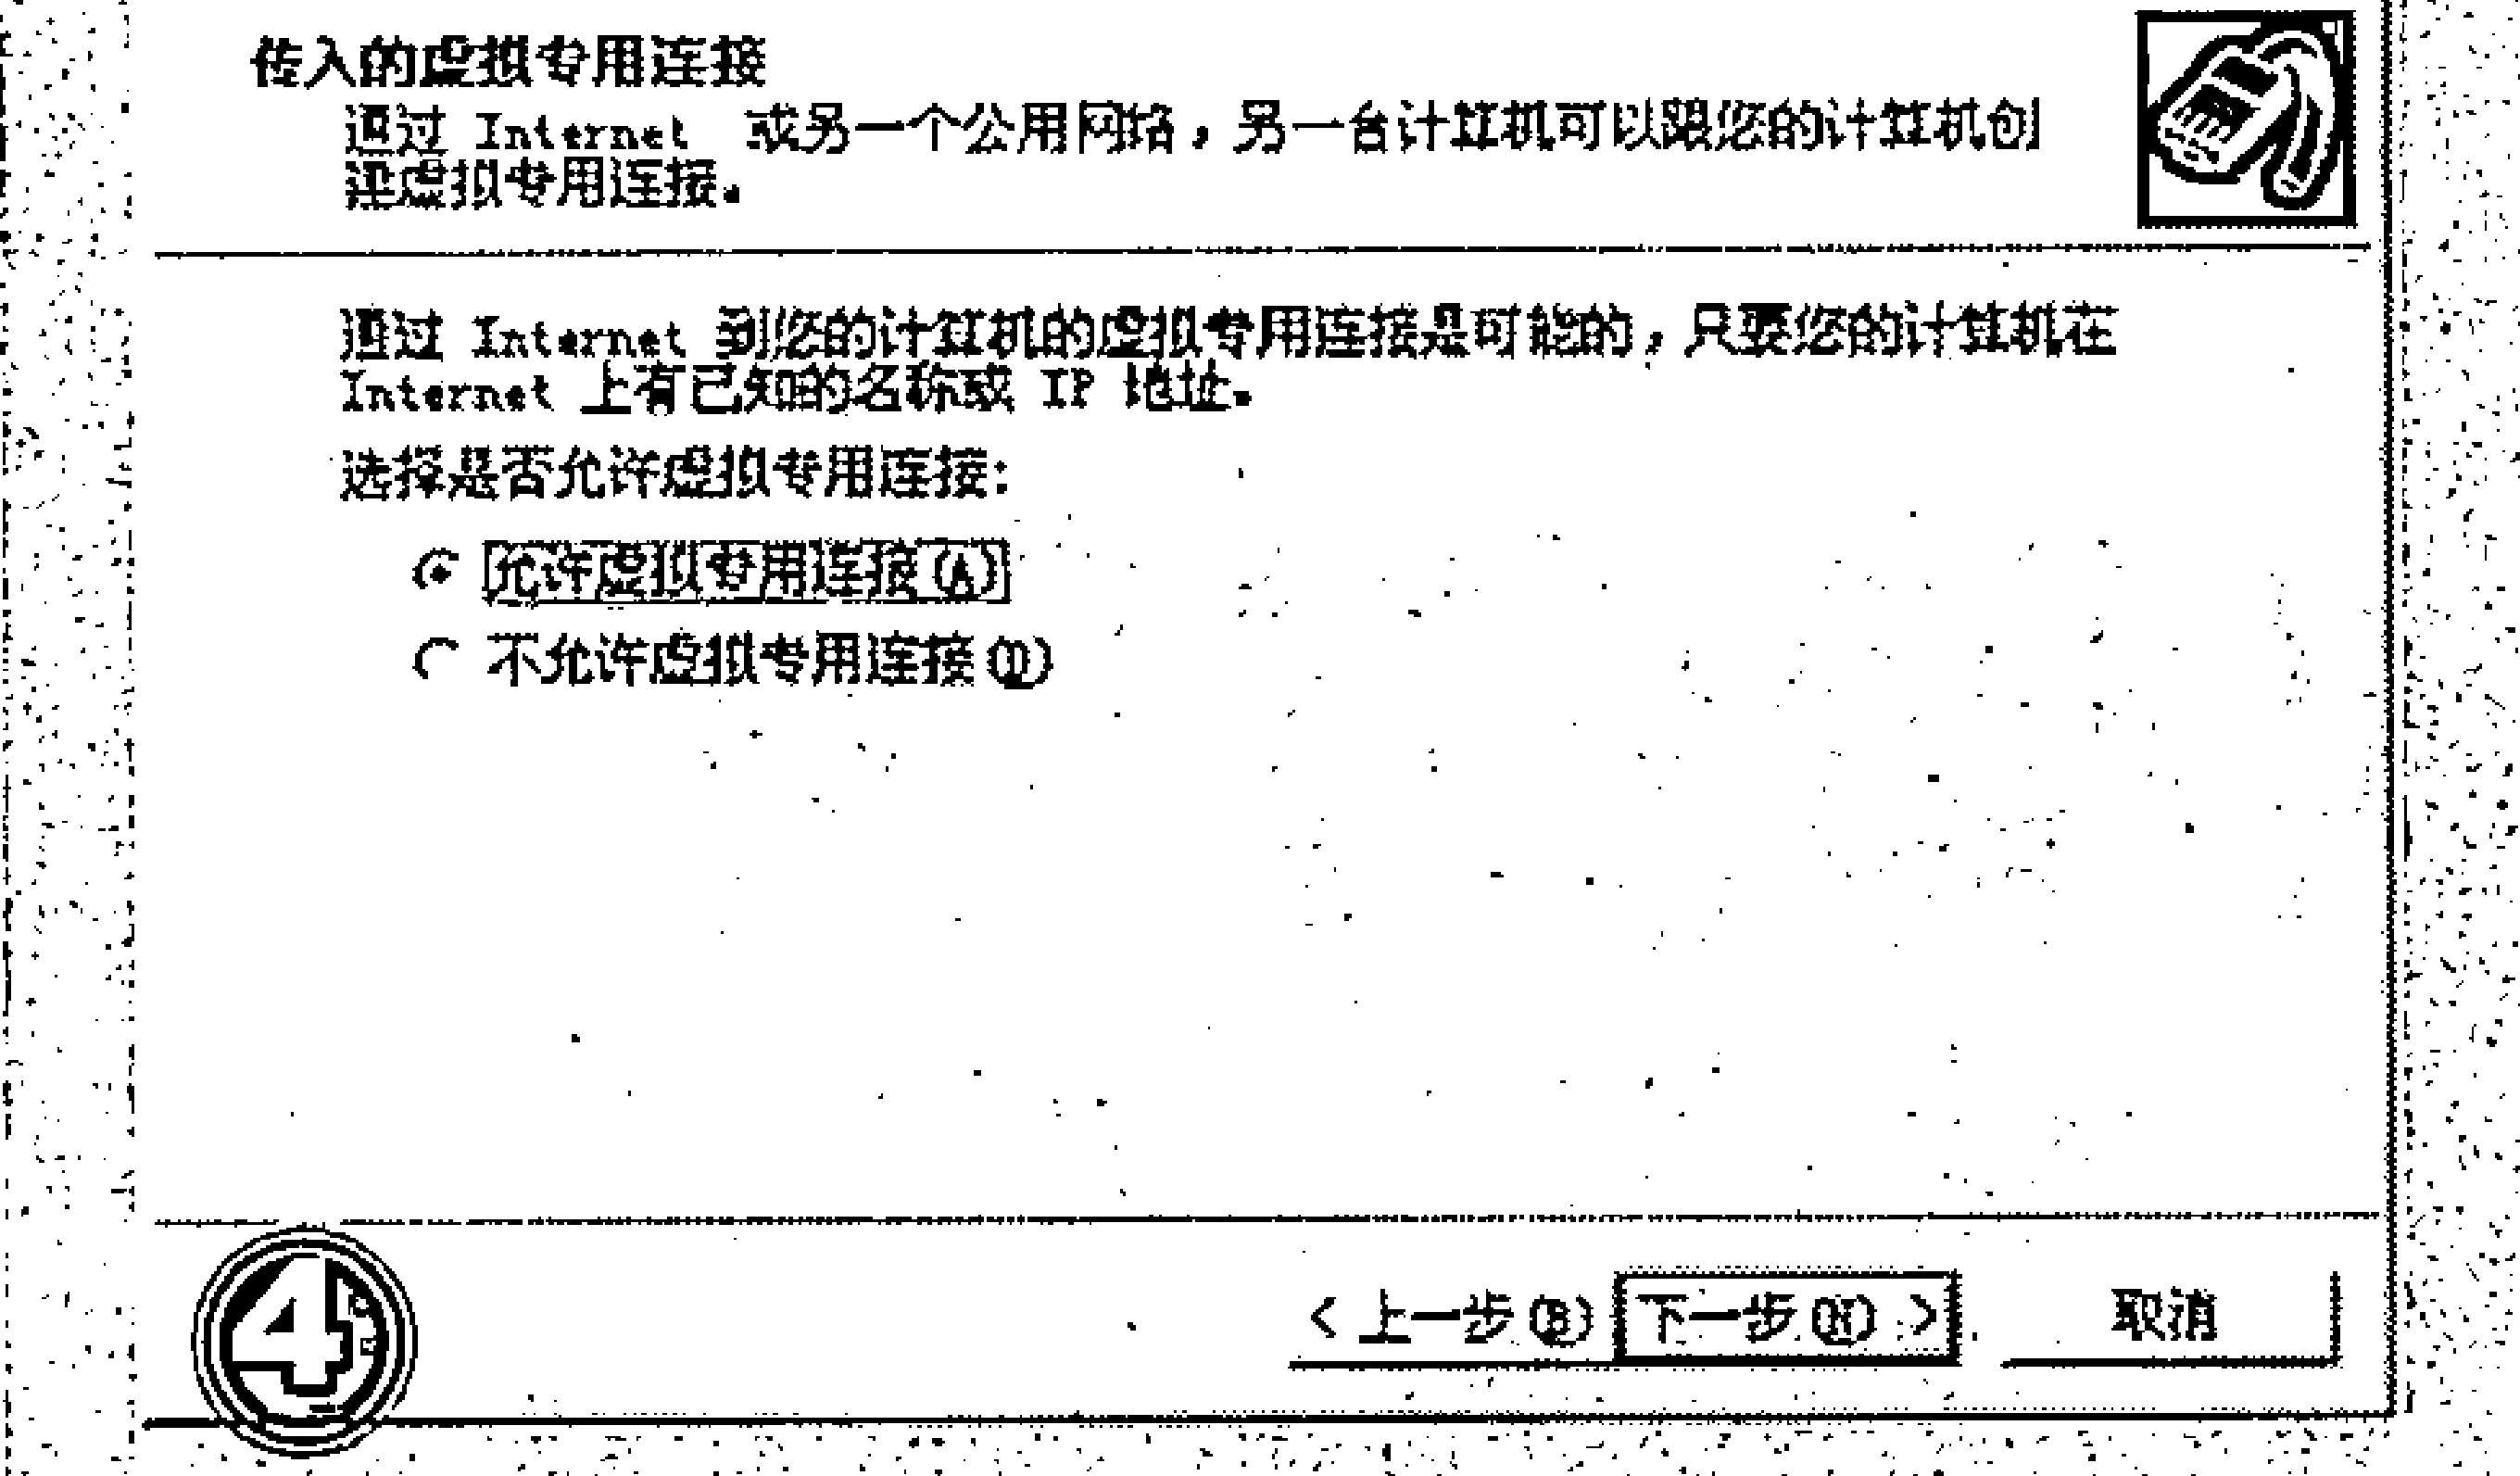 传入的虚拟专用连接
通过 Internet 或另一个公用网络，另一台计算机可以跟您的计算机创
建虚拟专用连接。
通过 Internet 到您的计算机的虚拟专用连接是可能的，只要您的计算机在
Internet 上有已知的名称或 IP 地址。
选择是否允许虚拟专用连接：
允许虚拟专用连接(A)
不允许虚拟专用连接(D)
4
< 上一步(B) 下一步(N) > 取消